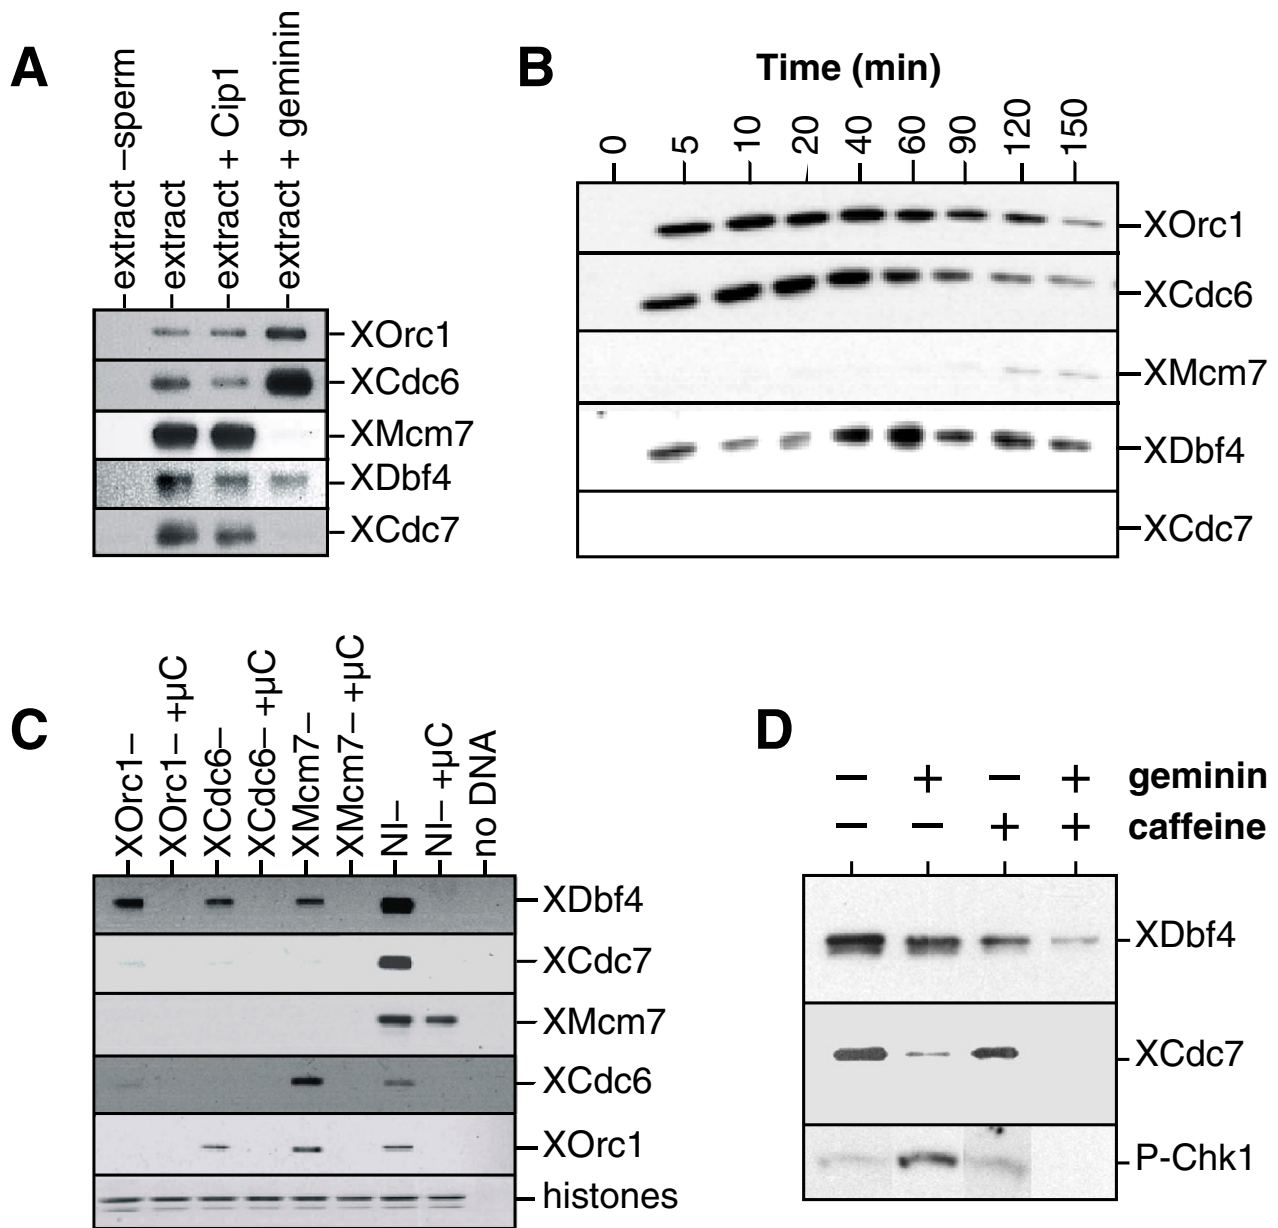 A
extract –sperm
extract
extract + Cip1
extract + geminin
XOrc1
XCdc6
XMcm7
XDbf4
XCdc7
B
Time (min)
0
5
10
20
40
60
90
120
150
XOrc1
XCdc6
XMcm7
XDbf4
XCdc7
C
XOrc1–
XOrc1– +µC
XCdc6–
XCdc6– +µC
XMcm7–
XMcm7– +µC
NI–
NI– +µC
no DNA
XDbf4
XCdc7
XMcm7
XCdc6
XOrc1
histones
D
– + – + geminin
– – + + caffeine
XDbf4
XCdc7
P-Chk1